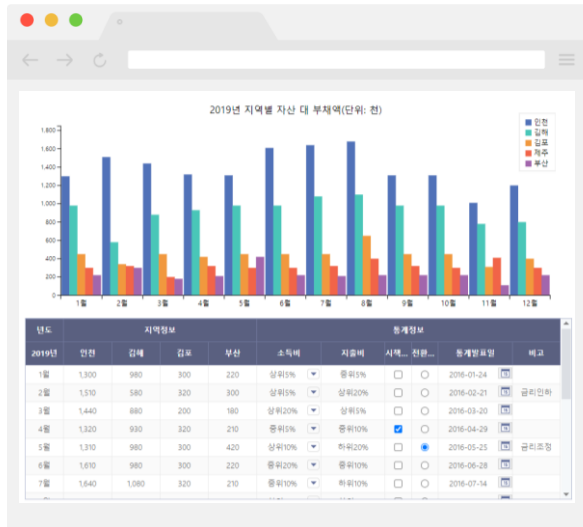 2019년 지역별 자산 대 부채액(단위: 천)
1,800
1,600
1,400
1,200
1,000
800
600
400
200
0
인천
김해
김포
제주
부산
1월 2월 3월 4월 5월 6월 7월 8월 9월 10월 11월 12월
년도 지역정보 통계정보
2019년 인천 김해 김포 부산 소득비 지출비 시책... 전환... 통계발표일 비고
1월 1,300 980 300 220 상위5% 중위5% 2016-01-24
2월 1,510 580 320 300 상위5% 상위20% 2016-02-21 금리인하
3월 1,440 880 200 180 상위20% 상위5% 2016-03-20
4월 1,320 930 320 210 중위5% 중위10% 2016-04-29
5월 1,310 980 300 420 상위10% 하위20% 2016-05-25 금리조정
6월 1,610 980 300 220 중위20% 중위10% 2016-06-28
7월 1,640 1,080 320 210 중위10% 하위10% 2016-07-14